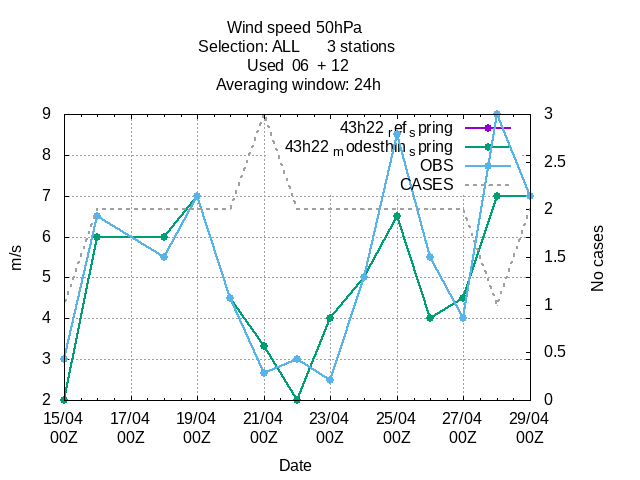 Wind speed 50hPa
Selection: ALL 3 stations
Used 06 + 12
Averaging window: 24h
43h22 ref spring
43h22 modesthin spring
OBS
CASES
9
8
7
6
5
4
3
2
3
2.5
2
1.5
1
0.5
0
m/s
No cases
15/04 17/04 19/04 21/04 23/04 25/04 27/04 29/04
00Z 00Z 00Z 00Z 00Z 00Z 00Z 00Z
Date